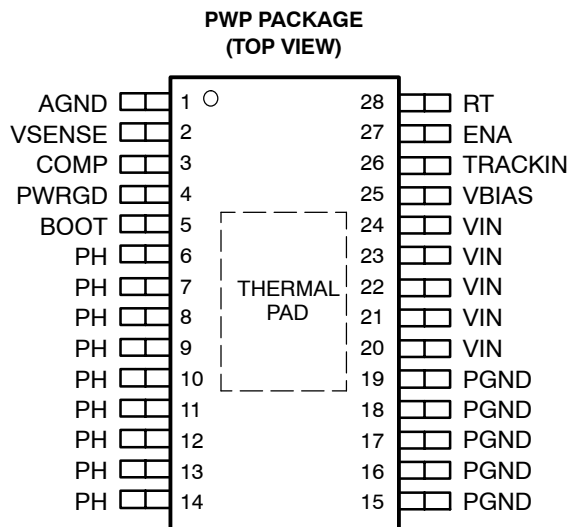 PWP PACKAGE
(TOP VIEW)
AGND 1 28 RT
VSENSE 2 27 ENA
COMP 3 26 TRACKIN
PWRGD 4 25 VBIAS
BOOT 5 24 VIN
PH 6 23 VIN
PH 7 22 VIN
PH 8 21 VIN
PH 9 20 VIN
PH 10 19 PGND
PH 11 18 PGND
PH 12 17 PGND
PH 13 16 PGND
PH 14 15 PGND
THERMAL
PAD